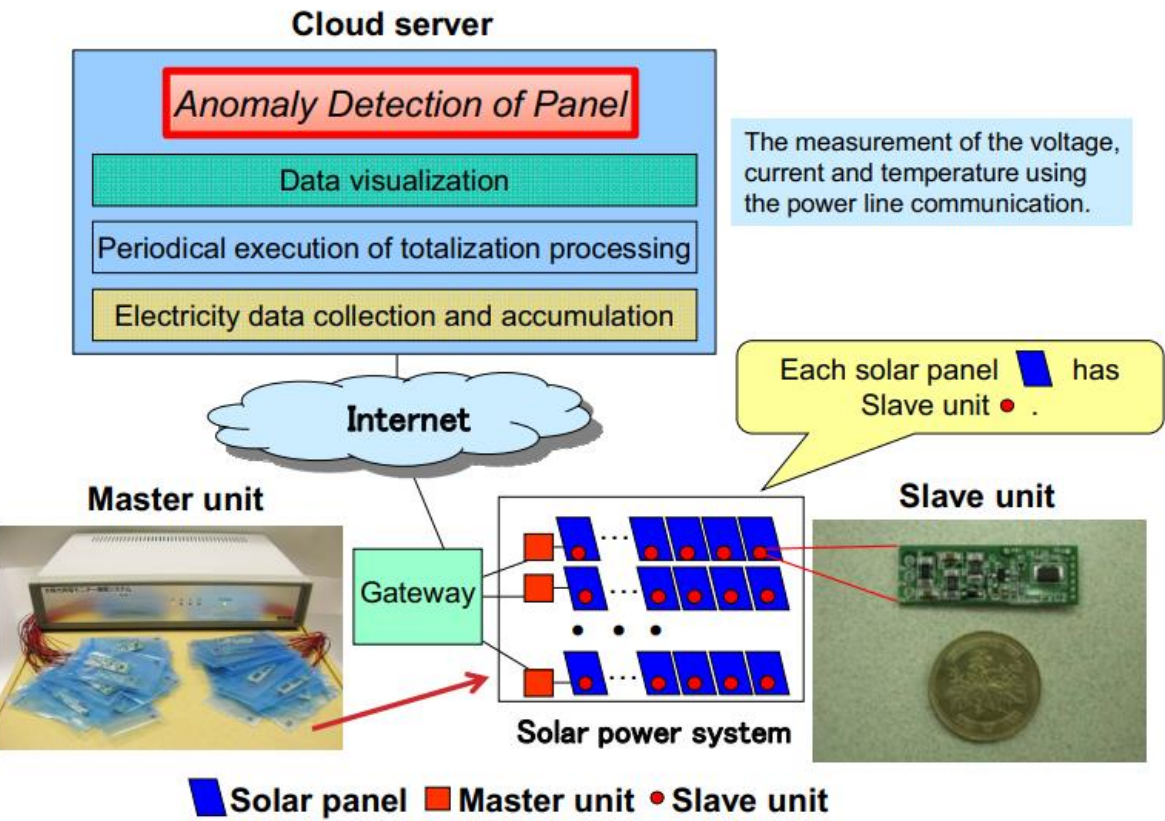 Cloud server
Anomaly Detection of Panel
Data visualization
Periodical execution of totalization processing
Electricity data collection and accumulation
The measurement of the voltage,
current and temperature using
the power line communication.
Each solar panel has
Slave unit .
Internet
Master unit
Slave unit
Gateway
Solar power system
Solar panel Master unit Slave unit